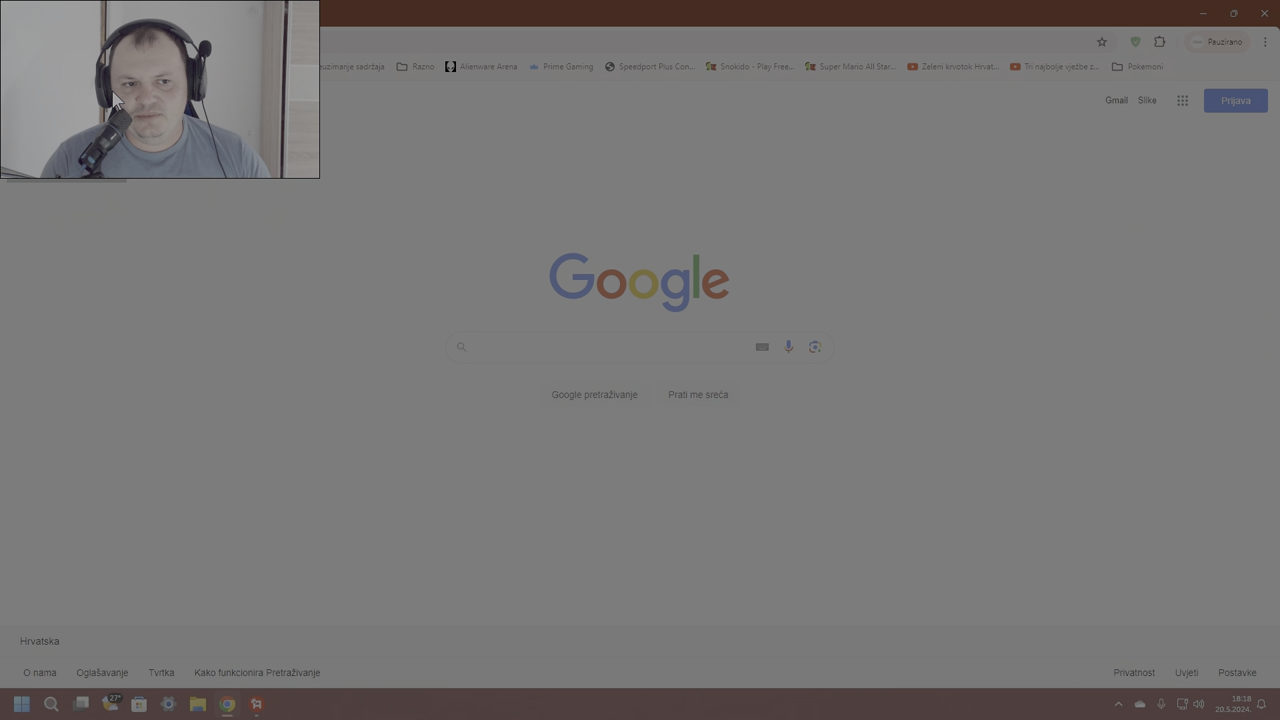 Pauzirano
euzimanje sadržaja Razno Alienware Arena Prime Gaming Speedport Plus Con... Snokido - Play Free... Super Mario All Star... Zeleni krvotok Hrvat... Tri najbolje vježbe z... Pokemoni
Gmail Slike Prijava
Google
Google pretraživanje Prati me sreća
Hrvatska
O nama Oglašavanje Tvrtka Kako funkcionira Pretraživanje Privatnost Uvjeti Postavke
27°
18:18
20.5.2024.